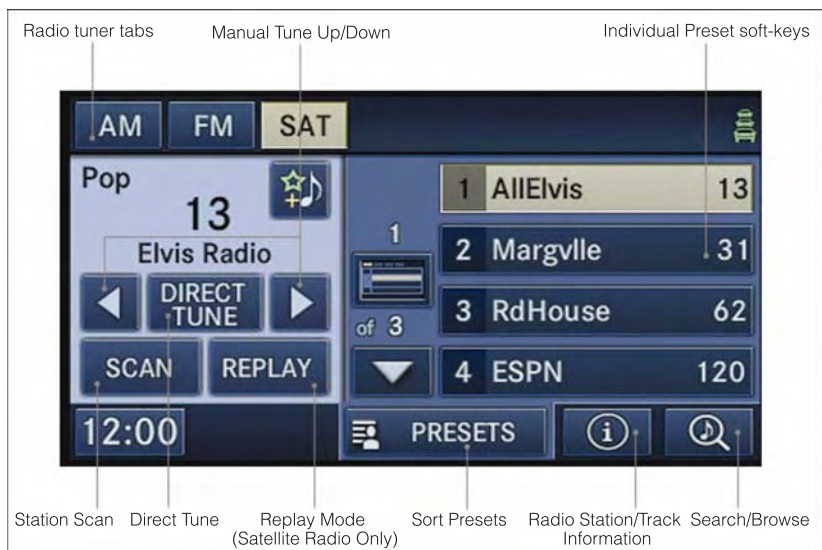 Radio tuner tabs
Manual Tune Up/Down
Individual Preset soft-keys
AM
FM
SAT
Pop
13
Elvis Radio
DIRECT
TUNE
SCAN
REPLAY
12:00
1
of 3
1 AllElvis 13
2 Margvlle 31
3 RdHouse 62
4 ESPN 120
PRESETS
i
Station Scan
Direct Tune
Replay Mode
(Satellite Radio Only)
Sort Presets
Radio Station/Track
Information
Search/Browse